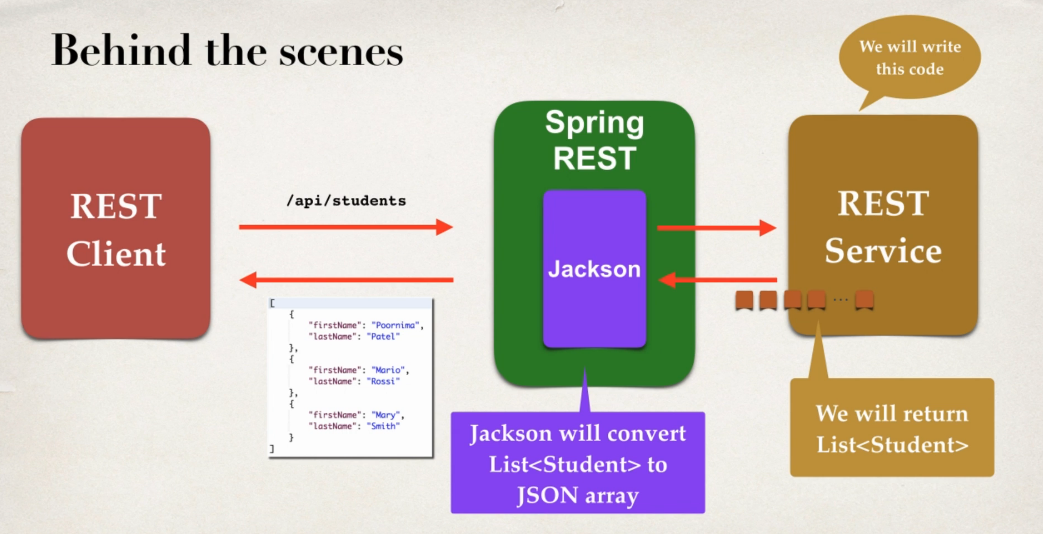 Behind the scenes
We will write
this code
REST
Client
/api/students
Spring
REST
Jackson
REST
Service
[
{
"firstName": "Poornima",
"lastName": "Patel"
},
{
"firstName": "Mario",
"lastName": "Rossi"
},
{
"firstName": "Mary",
"lastName": "Smith"
}
]
...
Jackson will convert
List<Student> to
JSON array
We will return
List<Student>